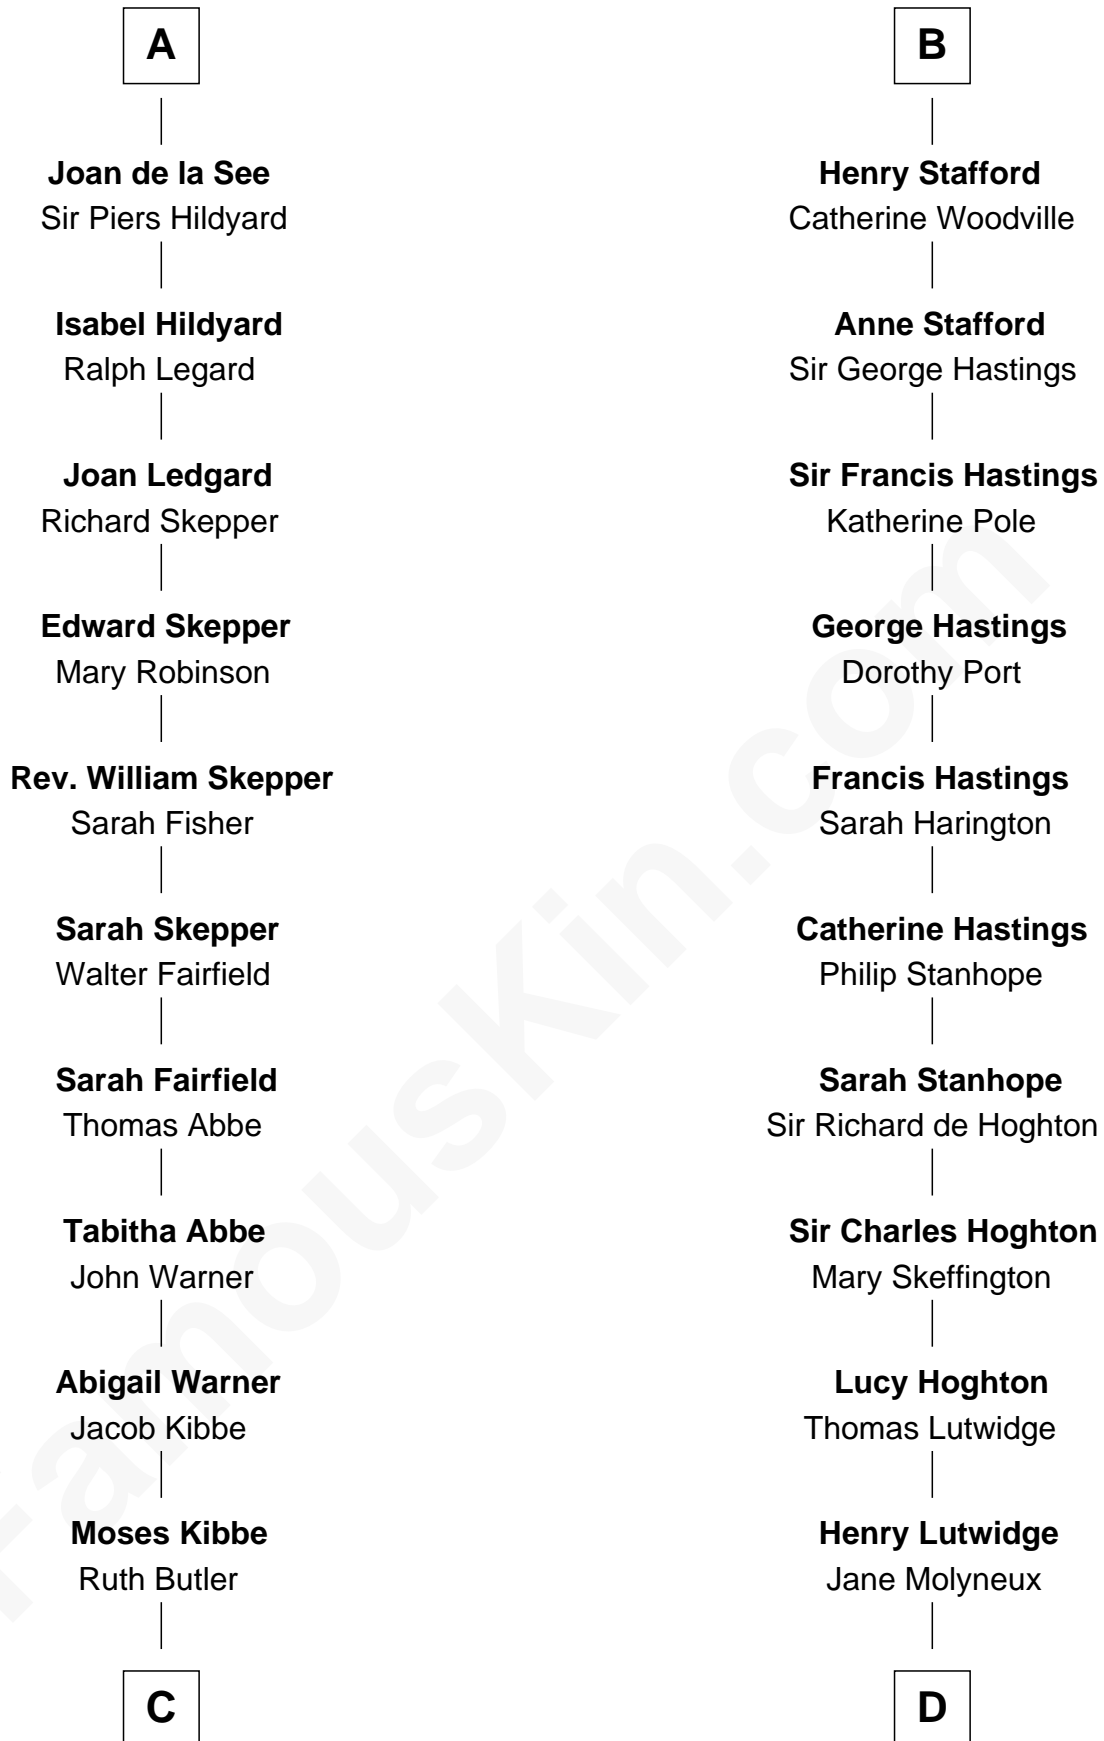 A
Joan de la See
Sir Piers Hildyard
Isabel Hildyard
Ralph Legard
Joan Ledgard
Richard Skepper
Edward Skepper
Mary Robinson
Rev. William Skepper
Sarah Fisher
Sarah Skepper
Walter Fairfield
Sarah Fairfield
Thomas Abbe
Tabitha Abbe
John Warner
Abigail Warner
Jacob Kibbe
Moses Kibbe
Ruth Butler
C
B
Henry Stafford
Catherine Woodville
Anne Stafford
Sir George Hastings
Sir Francis Hastings
Katherine Pole
George Hastings
Dorothy Port
Francis Hastings
Sarah Harington
Catherine Hastings
Philip Stanhope
Sarah Stanhope
Sir Richard de Hoghton
Sir Charles Hoghton
Mary Skeffington
Lucy Hoghton
Thomas Lutwidge
Henry Lutwidge
Jane Molyneux
D
FamousKin.com